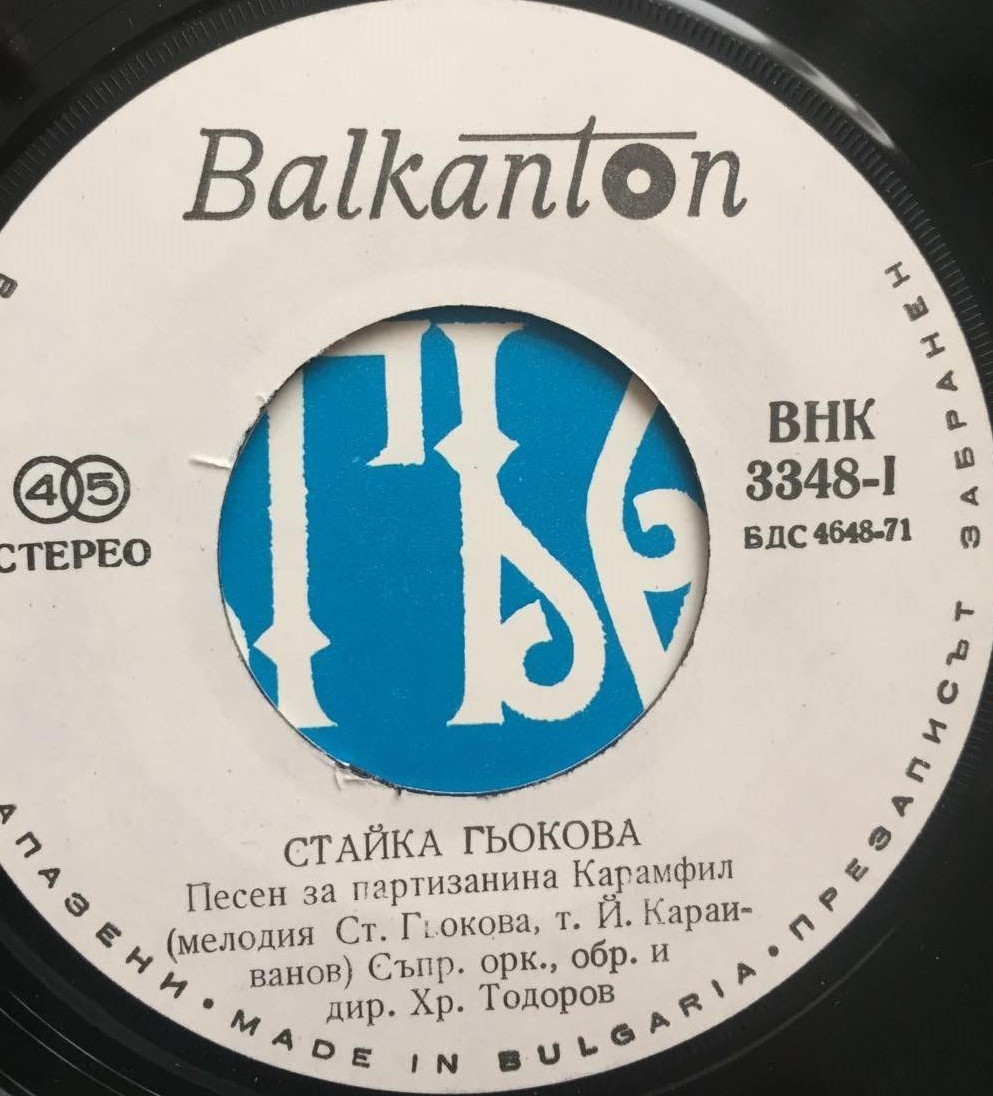 Balkanton
45
СТЕРЕО
ВНК
3348-I
БДС 4648-71
СТАЙКА ГЬОКОВА
Песен за партизанина Карамфил
(мелодия Ст. Гьокова, т. Й. Караи-
ванов) Съпр. орк., обр. и
дир. Хр. Тодоров
АПАЗЕНИ • MADE IN BULGARIA • ПРЕЗАПИСЪТ ЗАБРАНЕН